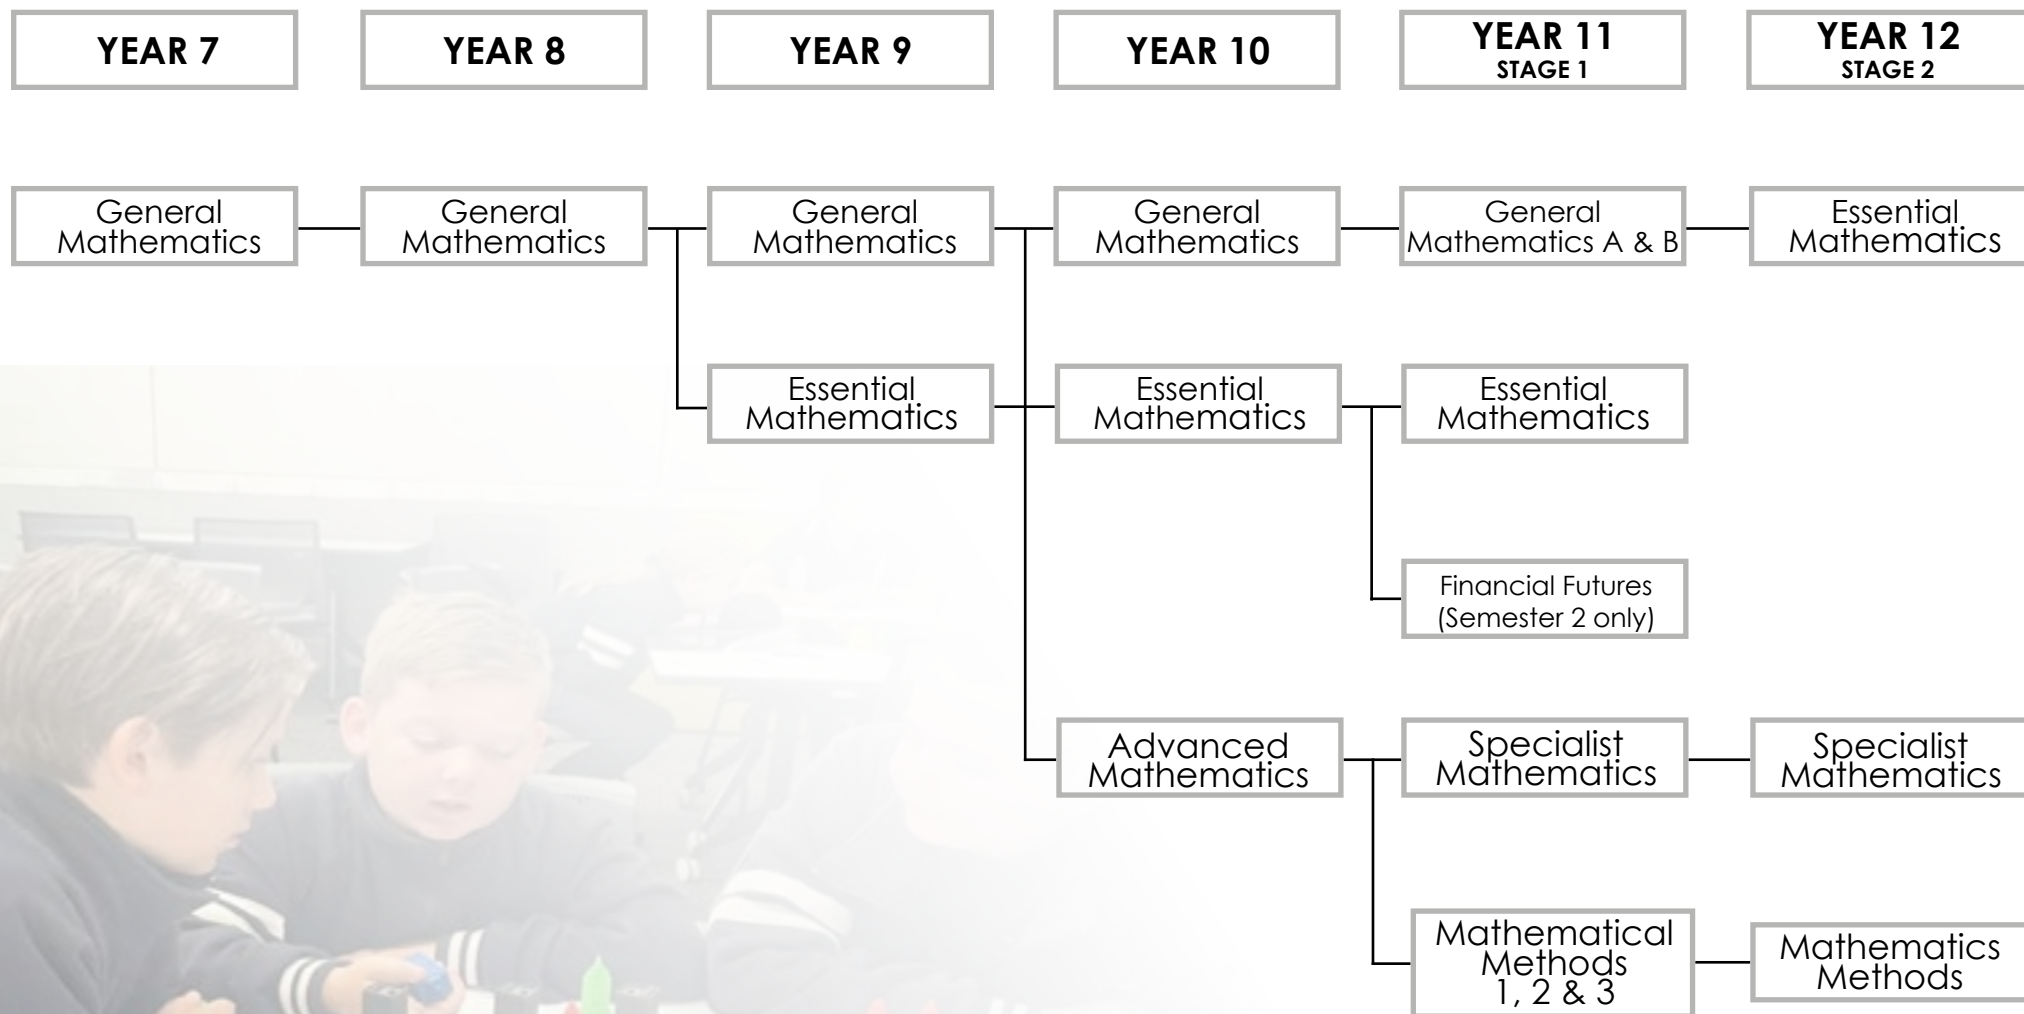 YEAR 7
YEAR 8
YEAR 9
YEAR 10
YEAR 11
STAGE 1
YEAR 12
STAGE 2
General
Mathematics
General
Mathematics
General
Mathematics
General
Mathematics
General
Mathematics A & B
Essential
Mathematics
Essential
Mathematics
Essential
Mathematics
Essential
Mathematics
Financial Futures
(Semester 2 only)
Advanced
Mathematics
Specialist
Mathematics
Specialist
Mathematics
Mathematical
Methods
1, 2 & 3
Mathematics
Methods